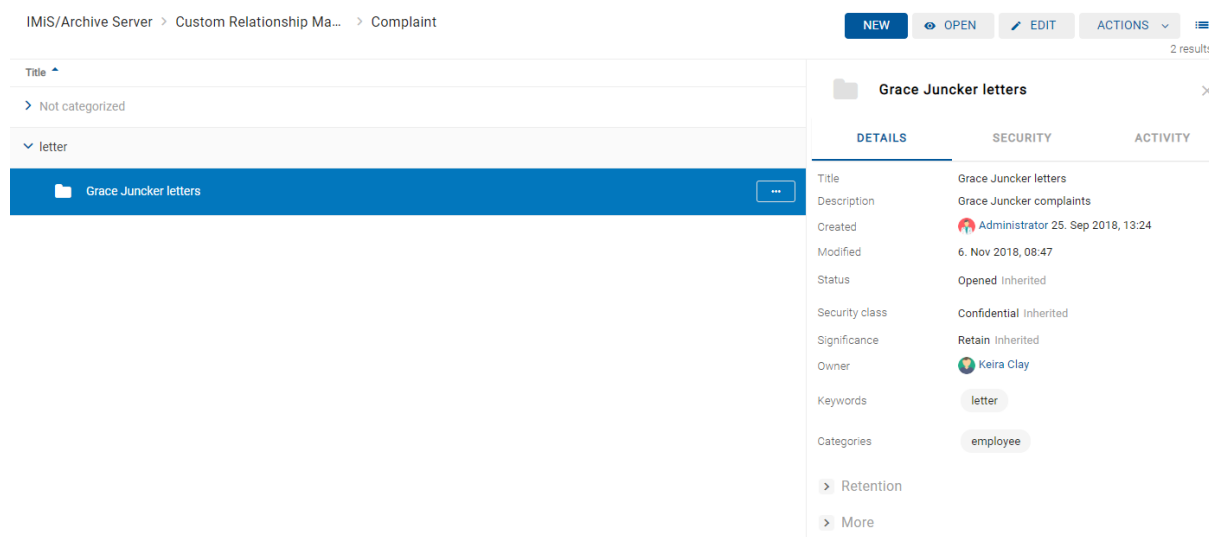 IMiS/Archive Server > Custom Relationship Ma... > Complaint
NEW OPEN EDIT ACTIONS
2 results
Title
Not categorized
letter
Grace Juncker letters ...
Grace Juncker letters
DETAILS SECURITY ACTIVITY
Title Grace Juncker letters
Description Grace Juncker complaints
Created Administrator 25. Sep 2018, 13:24
Modified 6. Nov 2018, 08:47
Status Opened Inherited
Security class Confidential Inherited
Significance Retain Inherited
Owner Keira Clay
Keywords letter
Categories employee
Retention
More